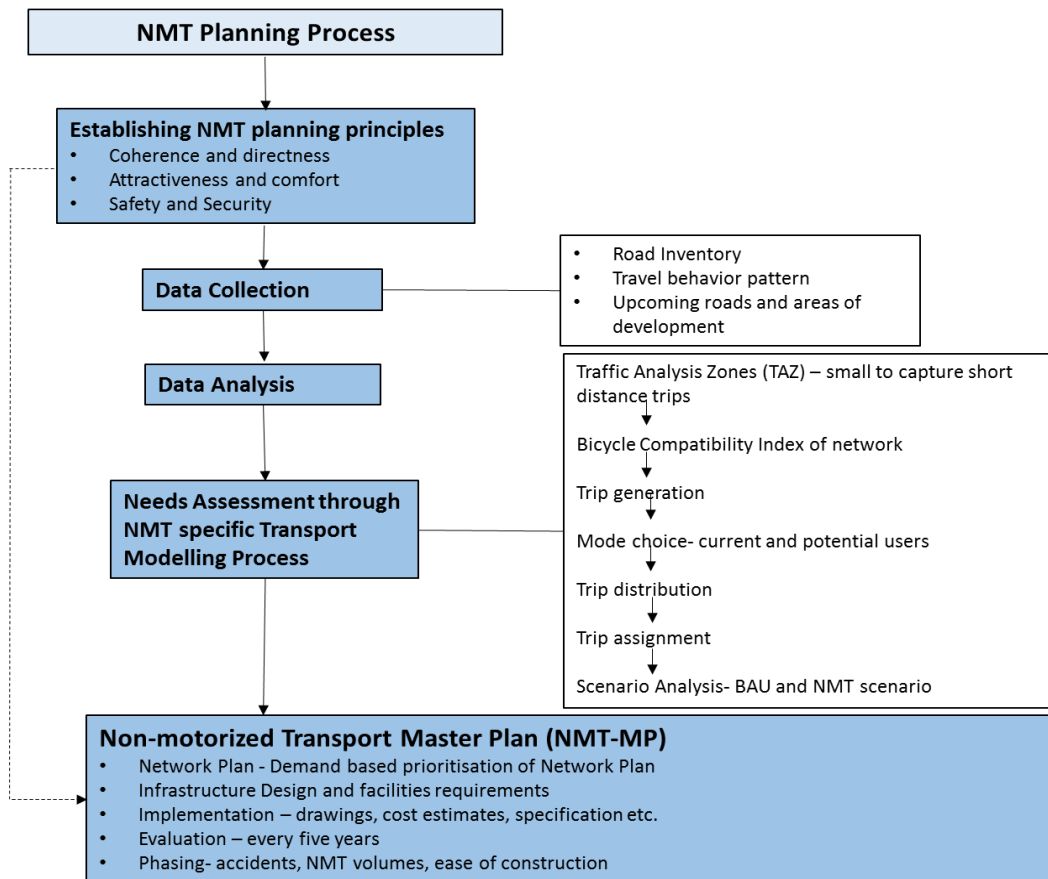 NMT Planning Process
Establishing NMT planning principles
• Coherence and directness
• Attractiveness and comfort
• Safety and Security
Data Collection
• Road Inventory
• Travel behavior pattern
• Upcoming roads and areas of
development
Data Analysis
Traffic Analysis Zones (TAZ) – small to capture short
distance trips
Bicycle Compatibility Index of network
Trip generation
Mode choice- current and potential users
Trip distribution
Trip assignment
Scenario Analysis- BAU and NMT scenario
Needs Assessment through
NMT specific Transport
Modelling Process
Non-motorized Transport Master Plan (NMT-MP)
• Network Plan - Demand based prioritisation of Network Plan
• Infrastructure Design and facilities requirements
• Implementation – drawings, cost estimates, specification etc.
• Evaluation – every five years
• Phasing- accidents, NMT volumes, ease of construction